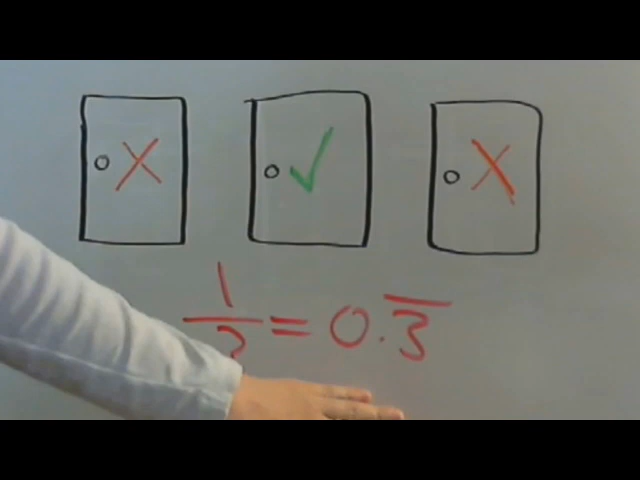 X ✓ X
1/3 = 0.3̅